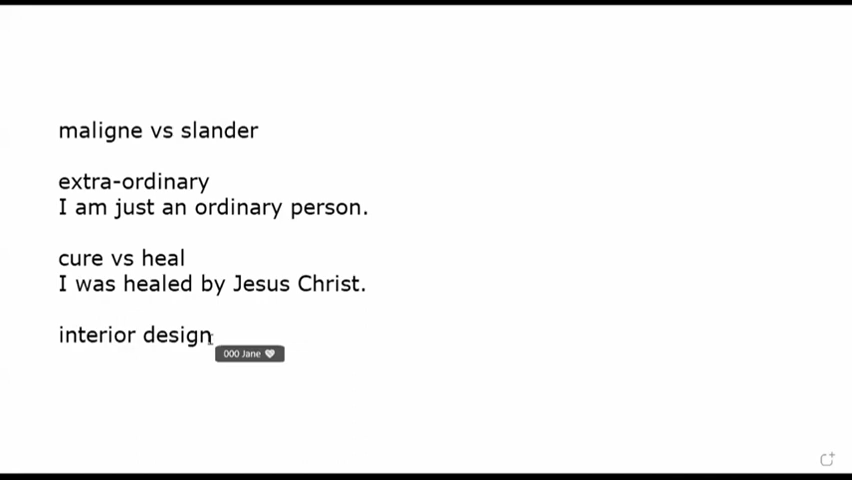 maligne vs slander
extra-ordinary
I am just an ordinary person.
cure vs heal
I was healed by Jesus Christ.
interior design
000 Jane